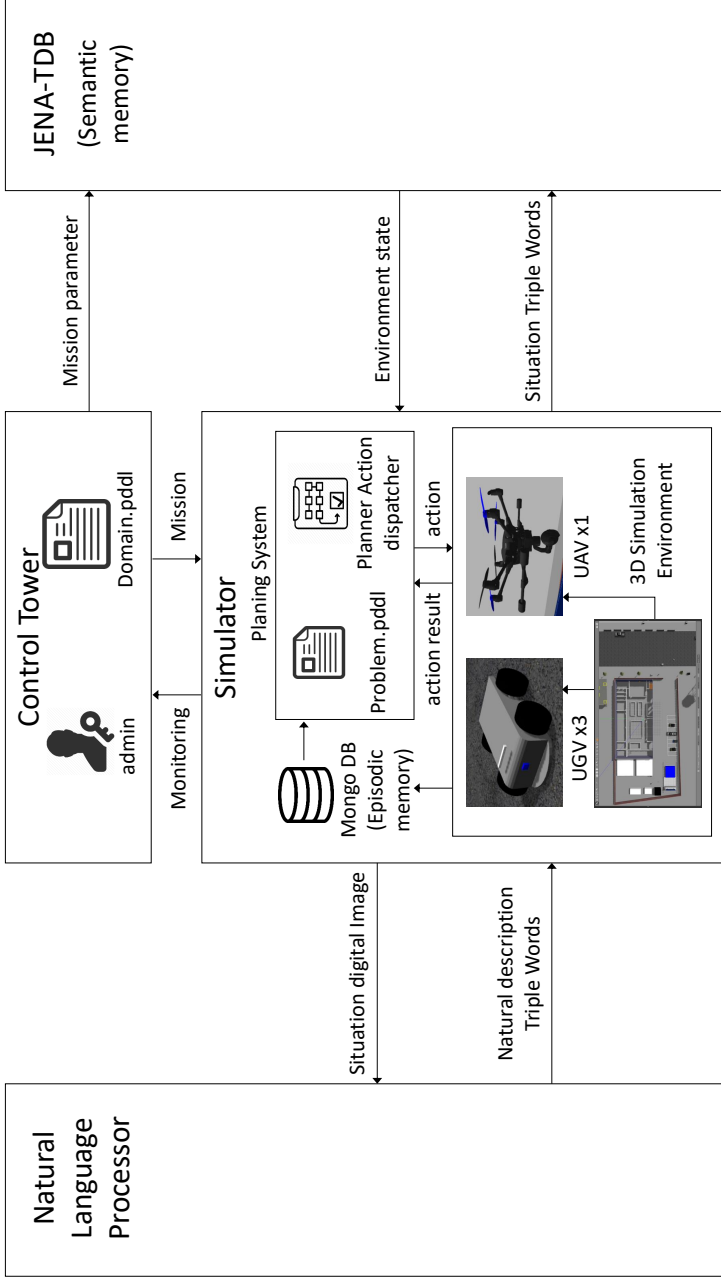 Natural
Language
Processor
Situation digital Image
Natural description
Triple Words
Control Tower
admin
Domain.pddl
Monitoring
Mission
Simulator
Planing System
Mongo DB
(Episodic
memory)
Problem.pddl
Planner Action
dispatcher
action result
action
UGV x3
UAV x1
3D Simulation
Environment
Mission parameter
Environment state
Situation Triple Words
JENA-TDB
(Semantic
memory)